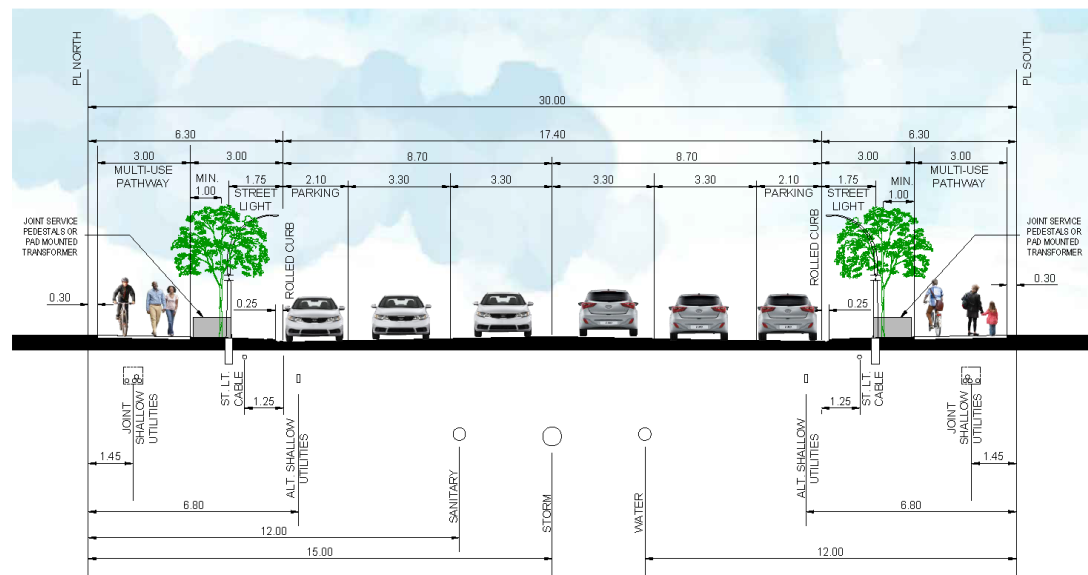 PL NORTH
PL SOUTH
30.00
6.30
17.40
6.30
3.00
3.00
8.70
8.70
3.00
3.00
MULTI-USE
PATHWAY
MIN.
1.00
1.75
STREET
LIGHT
2.10
PARKING
3.30
3.30
3.30
3.30
2.10
PARKING
1.75
STREET
LIGHT
MIN.
1.00
MULTI-USE
PATHWAY
JOINT SERVICE
PEDESTALS OR
PAD MOUNTED
TRANSFORMER
ROLLED CURB
ROLLED CURB
JOINT SERVICE
PEDESTALS OR
PAD MOUNTED
TRANSFORMER
0.30
0.25
0.25
0.30
JOINT
SHALLOW
UTILITIES
ST. LT.
CABLE
1.25
ALT. SHALLOW
UTILITIES
SANITARY
STORM
WATER
ALT. SHALLOW
UTILITIES
1.25
ST. LT.
CABLE
JOINT
SHALLOW
UTILITIES
1.45
1.45
6.80
6.80
12.00
15.00
12.00